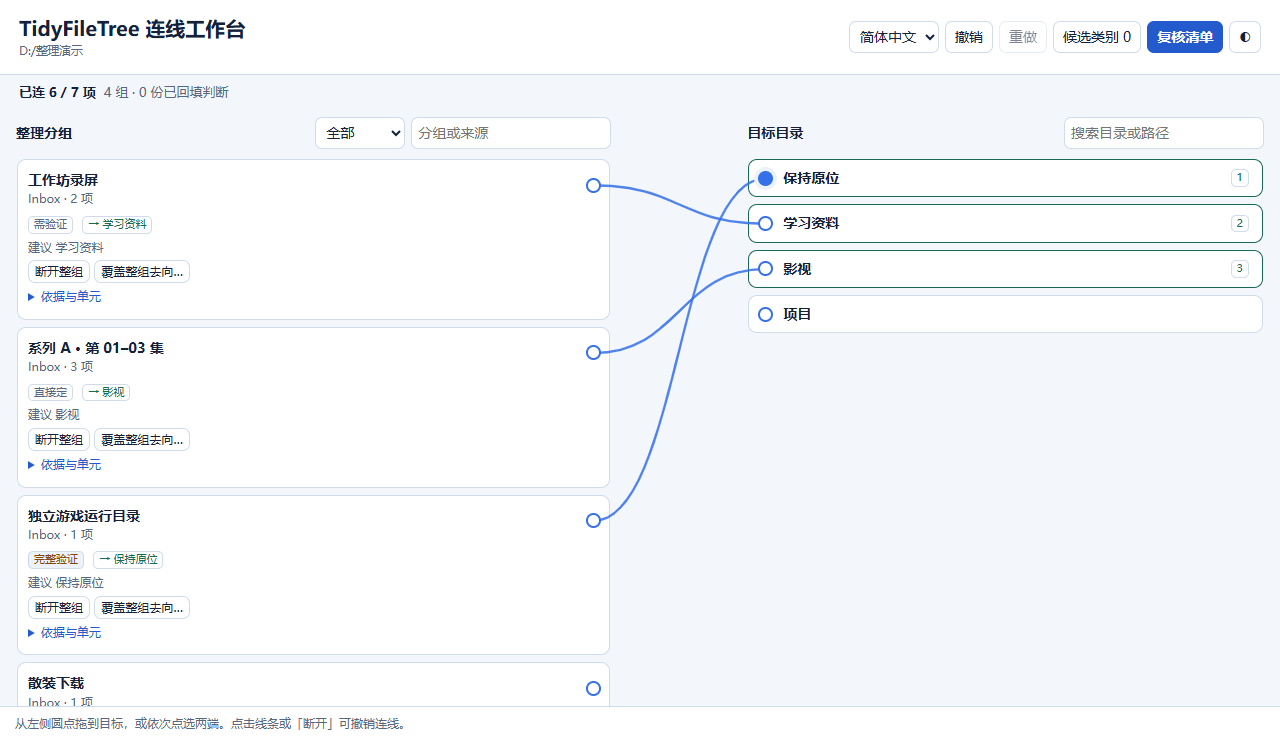 TidyFileTree 连线工作台
D:/整理演示
简体中文
撤销
重做
候选类别 0
复核清单
已连 6 / 7 项 4 组 · 0 份已回填判断
整理分组
全部
分组或来源
目标目录
搜索目录或路径
工作坊录屏
Inbox · 2 项
需验证 → 学习资料
建议 学习资料
断开整组 覆盖整组去向...
依据与单元
系列 A · 第 01–03 集
Inbox · 3 项
直接定 → 影视
建议 影视
断开整组 覆盖整组去向...
依据与单元
独立游戏运行目录
Inbox · 1 项
完整验证 → 保持原位
建议 保持原位
断开整组 覆盖整组去向...
依据与单元
散装下载
Inbox · 1 项
保持原位 1
学习资料 2
影视 3
项目
从左侧圆点拖到目标，或依次点选两端。点击线条或「断开」可撤销连线。